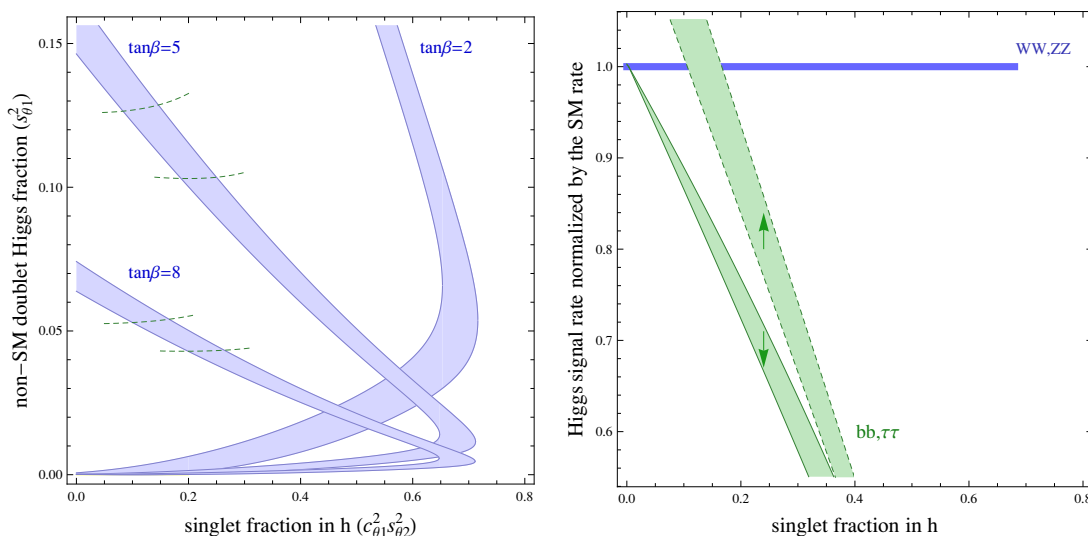 tanβ=5
tanβ=2
tanβ=8
0.15
0.10
0.05
0.00
0.0
0.2
0.4
0.6
0.8
non−SM doublet Higgs fraction (s²θ1)
singlet fraction in h (c²θ1 s²θ2)
WW,ZZ
bb,ττ
1.0
0.9
0.8
0.7
0.6
0.0
0.2
0.4
0.6
0.8
Higgs signal rate normalized by the SM rate
singlet fraction in h